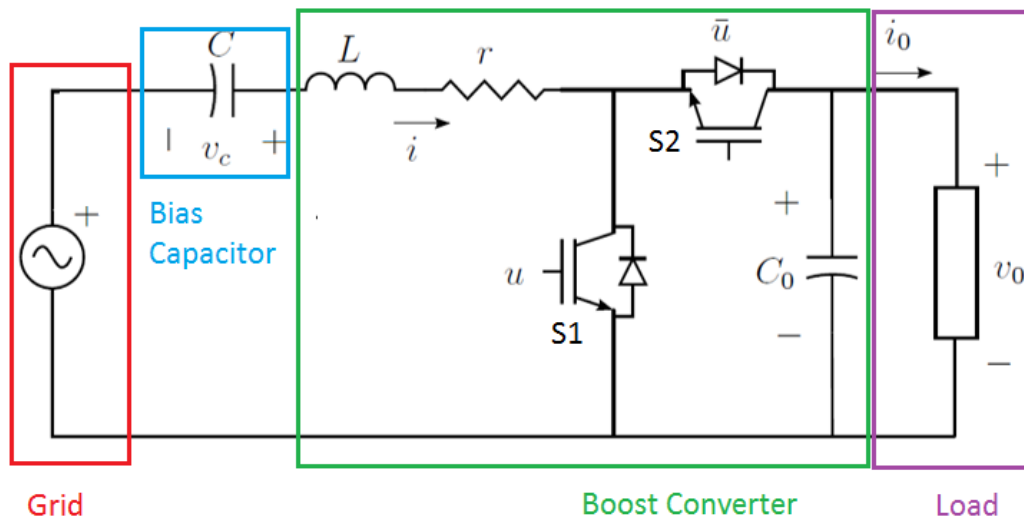 C
L
r
ū
i₀
− v_c +
i
S2
+
Bias
Capacitor
u
S1
+
C₀
−
+
v₀
−
Grid
Boost Converter
Load